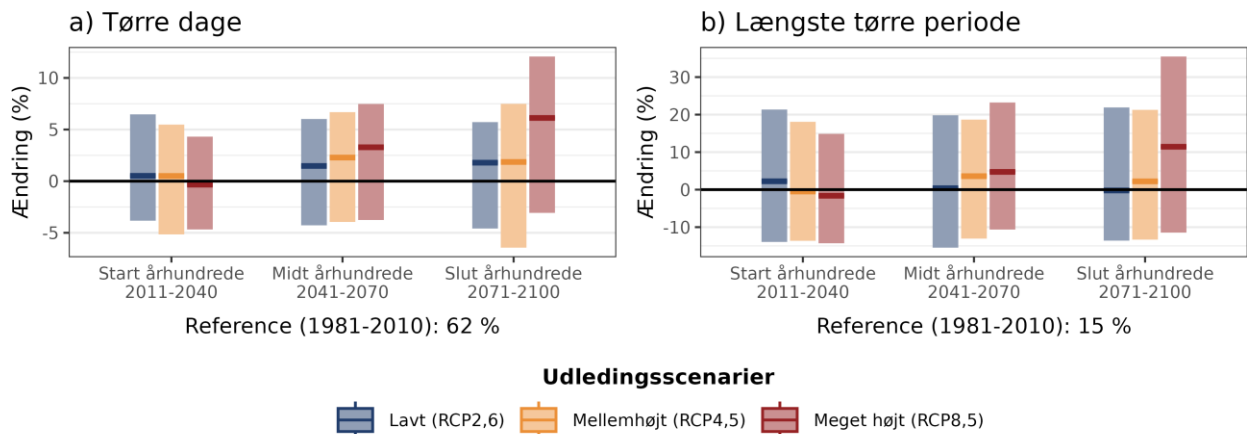 a) Tørre dage
Ændring (%)
10
5
0
-5
Start århundrede
2011-2040
Midt århundrede
2041-2070
Slut århundrede
2071-2100
Reference (1981-2010): 62 %
b) Længste tørre periode
Ændring (%)
30
20
10
0
-10
Start århundrede
2011-2040
Midt århundrede
2041-2070
Slut århundrede
2071-2100
Reference (1981-2010): 15 %
Udledingsscenarier
Lavt (RCP2,6)
Mellemhøjt (RCP4,5)
Meget højt (RCP8,5)